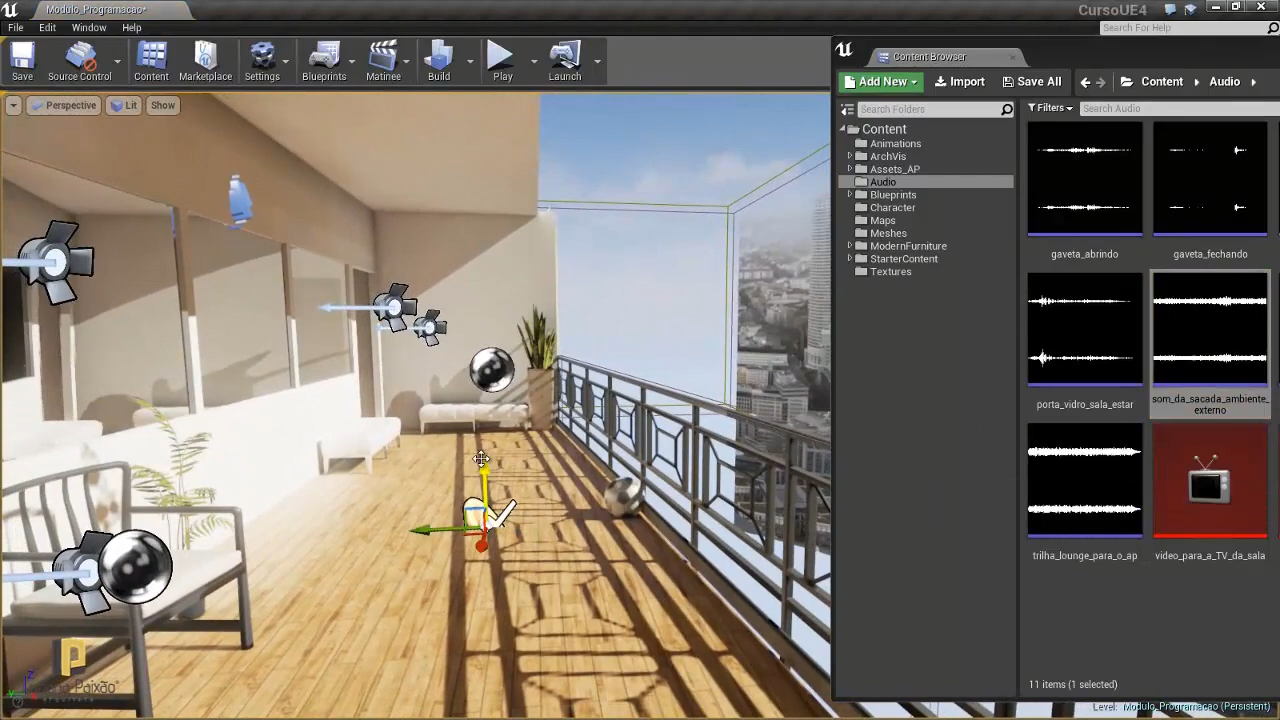 Modulo_Programacao*
CursoUE4
File Edit Window Help
Search For Help
Save Source Control Content Marketplace Settings Blueprints Matinee Build Play Launch
Content Browser
Add New Import Save All Content Audio
Perspective Lit Show
Search Folders
Filters Search Audio
Content
Animations
ArchVis
Assets_AP
Audio
Blueprints
Character
Maps
Meshes
ModernFurniture
StarterContent
Textures
gaveta_abrindo
gaveta_fechando
porta_vidro_sala_estar
som_da_sacada_ambiente_
externo
trilha_lounge_para_o_ap
video_para_a_TV_da_sala
Paixão
11 items (1 selected)
Level: Modulo_Programacao (Persistent)